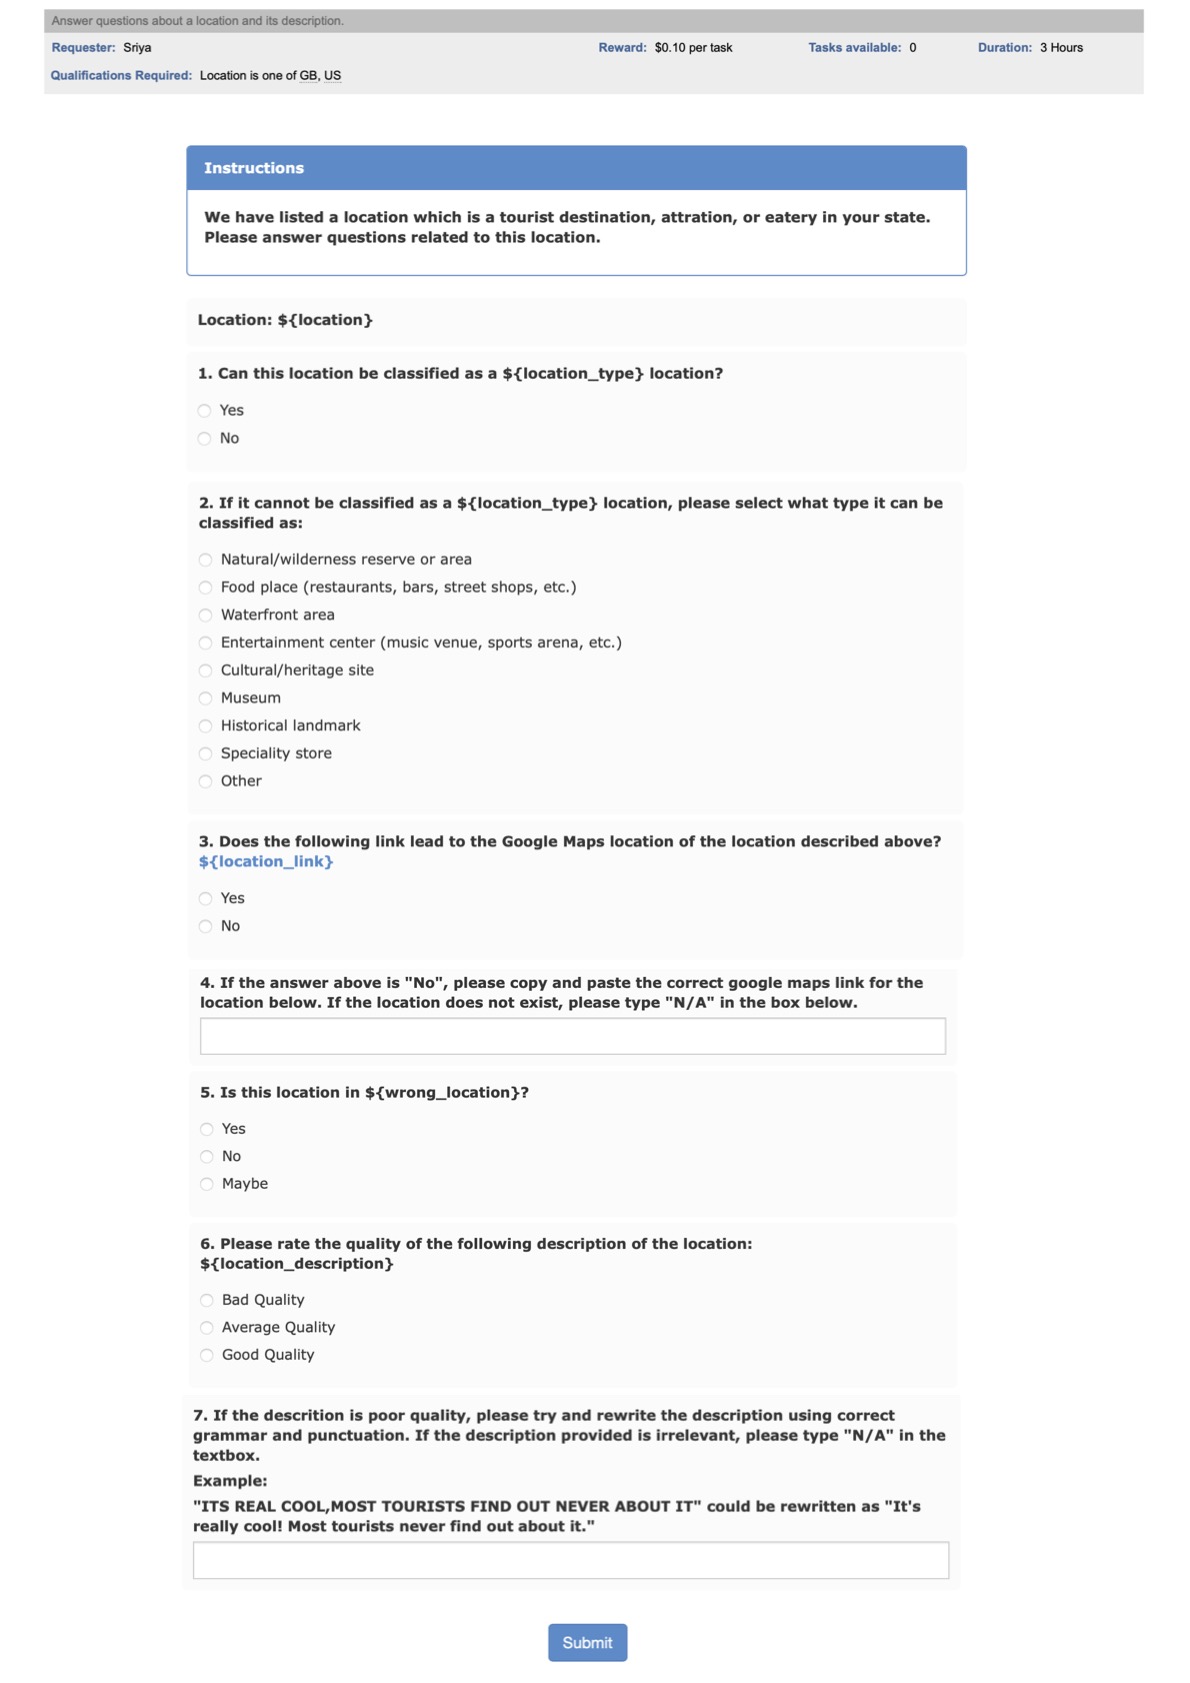 Answer questions about a location and its description.
Requester: Sriya Reward: $0.10 per task Tasks available: 0 Duration: 3 Hours
Qualifications Required: Location is one of GB, US
Instructions
We have listed a location which is a tourist destination, attration, or eatery in your state.
Please answer questions related to this location.
Location: ${location}
1. Can this location be classified as a ${location_type} location?
Yes
No
2. If it cannot be classified as a ${location_type} location, please select what type it can be
classified as:
Natural/wilderness reserve or area
Food place (restaurants, bars, street shops, etc.)
Waterfront area
Entertainment center (music venue, sports arena, etc.)
Cultural/heritage site
Museum
Historical landmark
Speciality store
Other
3. Does the following link lead to the Google Maps location of the location described above?
${location_link}
Yes
No
4. If the answer above is "No", please copy and paste the correct google maps link for the
location below. If the location does not exist, please type "N/A" in the box below.
5. Is this location in ${wrong_location}?
Yes
No
Maybe
6. Please rate the quality of the following description of the location:
${location_description}
Bad Quality
Average Quality
Good Quality
7. If the descrition is poor quality, please try and rewrite the description using correct
grammar and punctuation. If the description provided is irrelevant, please type "N/A" in the
textbox.
Example:
"ITS REAL COOL,MOST TOURISTS FIND OUT NEVER ABOUT IT" could be rewritten as "It's
really cool! Most tourists never find out about it."
Submit